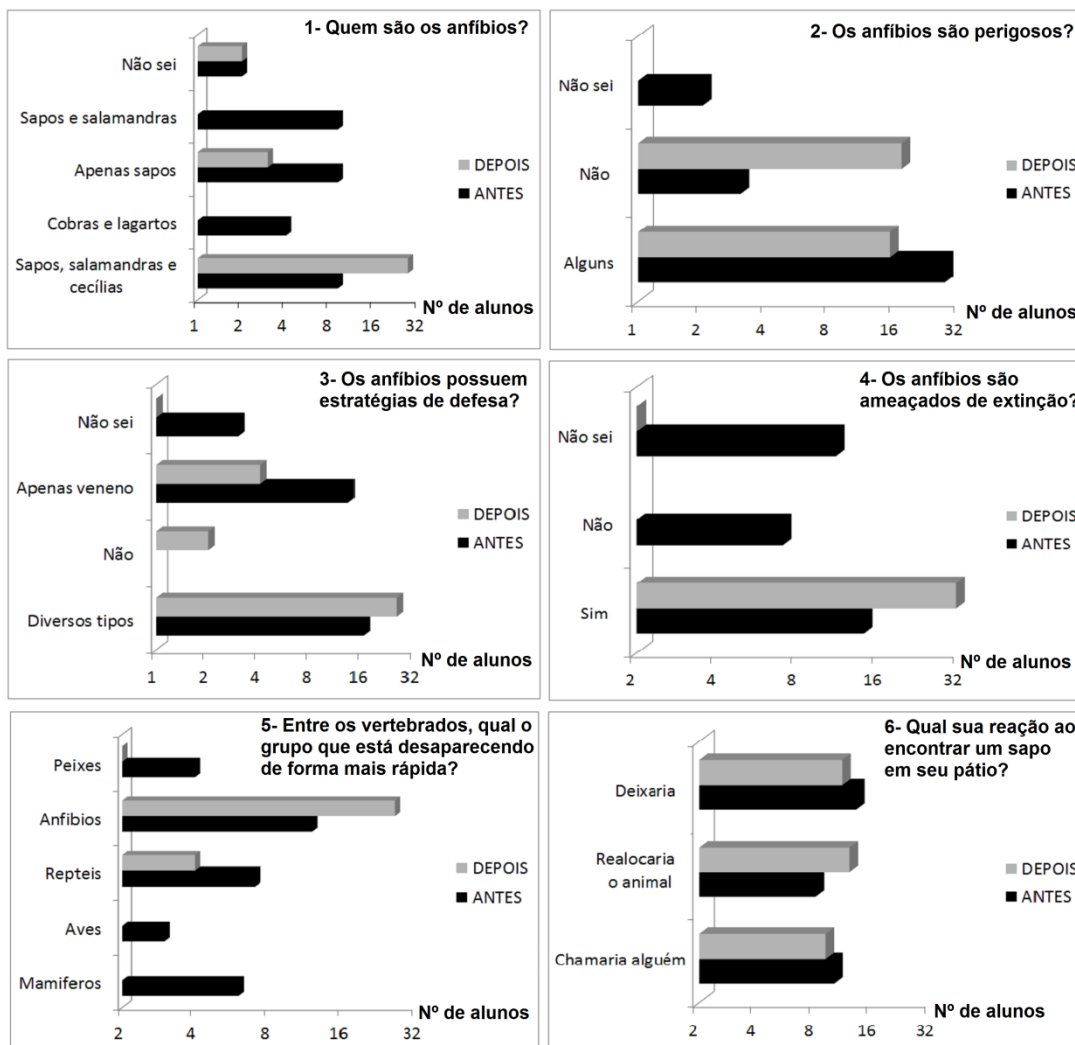 1- Quem são os anfíbios?
Não sei
Sapos e salamandras
Apenas sapos
Cobras e lagartos
Sapos, salamandras e
cecílias
DEPOIS
ANTES
Nº de alunos
1 2 4 8 16 32
2- Os anfíbios são perigosos?
Não sei
Não
Alguns
DEPOIS
ANTES
Nº de alunos
1 2 4 8 16 32
3- Os anfíbios possuem
estratégias de defesa?
Não sei
Apenas veneno
Não
Diversos tipos
DEPOIS
ANTES
Nº de alunos
1 2 4 8 16 32
4- Os anfíbios são
ameaçados de extinção?
Não sei
Não
Sim
DEPOIS
ANTES
Nº de alunos
2 4 8 16 32
5- Entre os vertebrados, qual o
grupo que está desaparecendo
de forma mais rápida?
Peixes
Anfibios
Repteis
Aves
Mamiferos
DEPOIS
ANTES
Nº de alunos
2 4 8 16 32
6- Qual sua reação ao
encontrar um sapo
em seu pátio?
Deixaria
Realocaria
o animal
Chamaria alguém
DEPOIS
ANTES
Nº de alunos
2 4 8 16 32